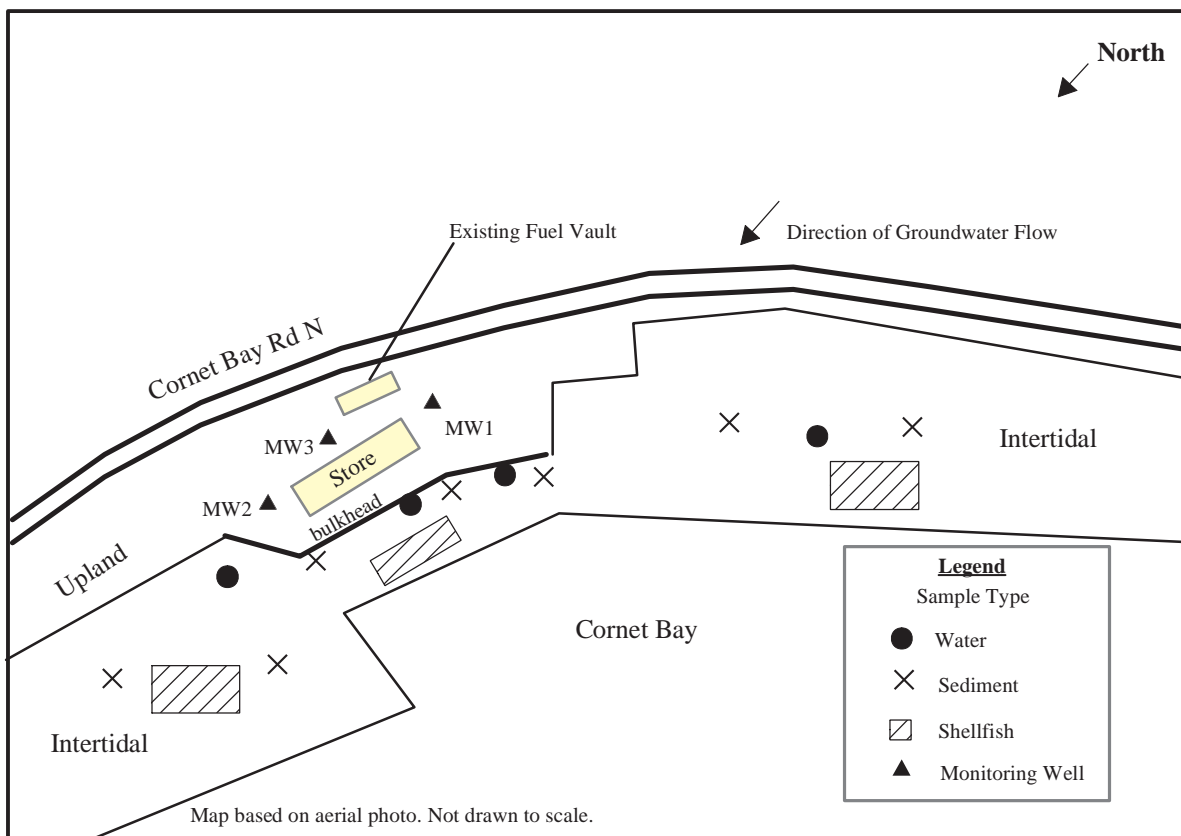 North
Existing Fuel Vault
Direction of Groundwater Flow
Cornet Bay Rd N
MW1
MW3
Store
MW2
bulkhead
Upland
Intertidal
Cornet Bay
Intertidal
Legend
Sample Type
Water
Sediment
Shellfish
Monitoring Well
Map based on aerial photo. Not drawn to scale.